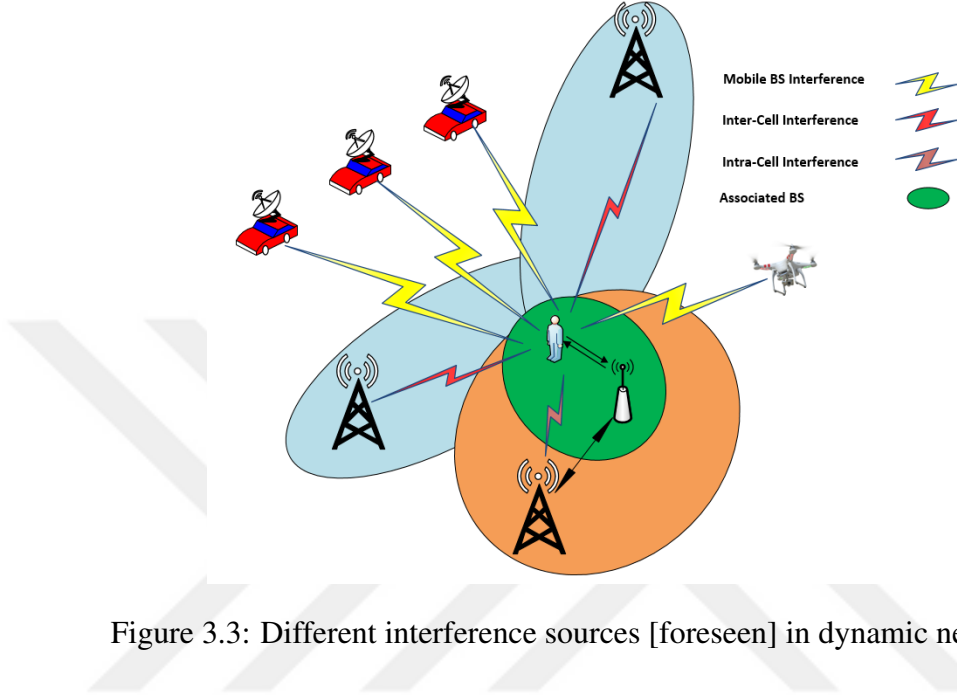 Mobile BS Interference
Inter-Cell Interference
Intra-Cell Interference
Associated BS
Figure 3.3: Different interference sources [foreseen] in dynamic